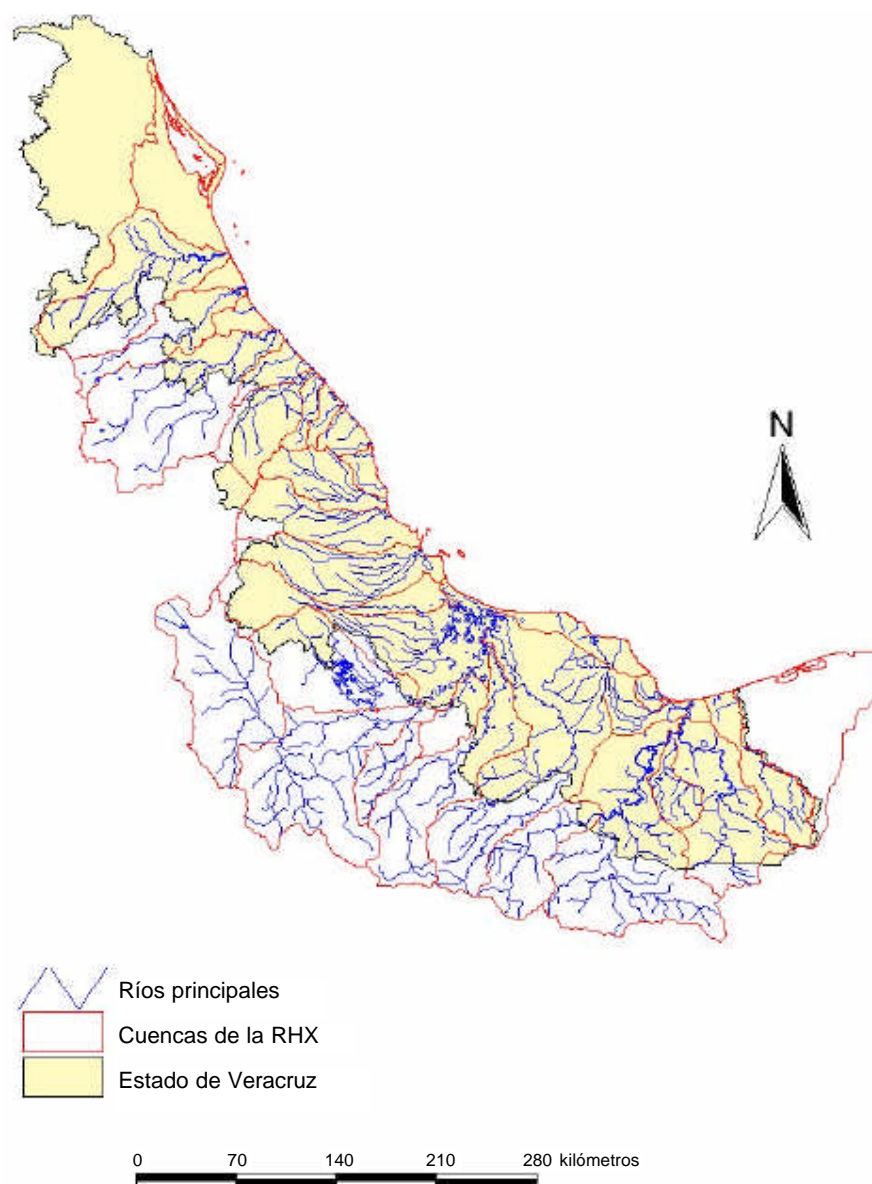 N
Ríos principales
Cuencas de la RHX
Estado de Veracruz
0 70 140 210 280 kilómetros